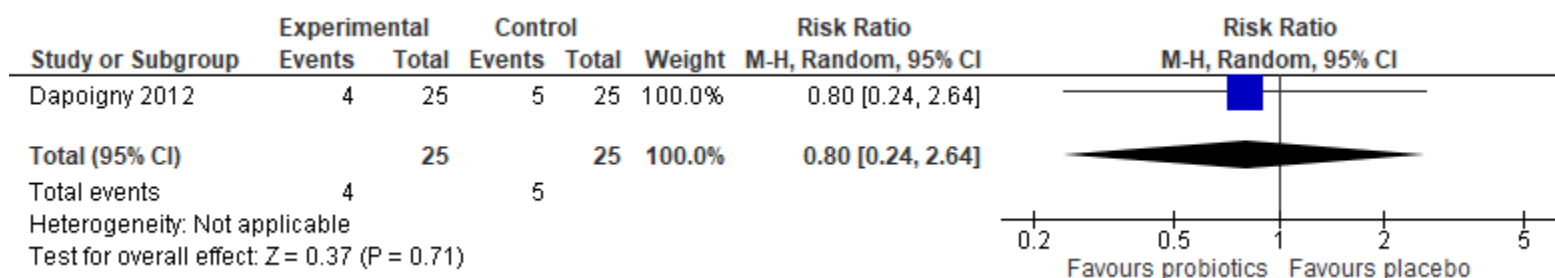 Experimental Control Risk Ratio Risk Ratio
Study or Subgroup Events Total Events Total Weight M-H, Random, 95% CI M-H, Random, 95% CI
Dapoigny 2012 4 25 5 25 100.0% 0.80 [0.24, 2.64]
Total (95% CI) 25 25 100.0% 0.80 [0.24, 2.64]
Total events 4 5
Heterogeneity: Not applicable
Test for overall effect: Z = 0.37 (P = 0.71)
0.2 0.5 1 2 5
Favours probiotics Favours placebo